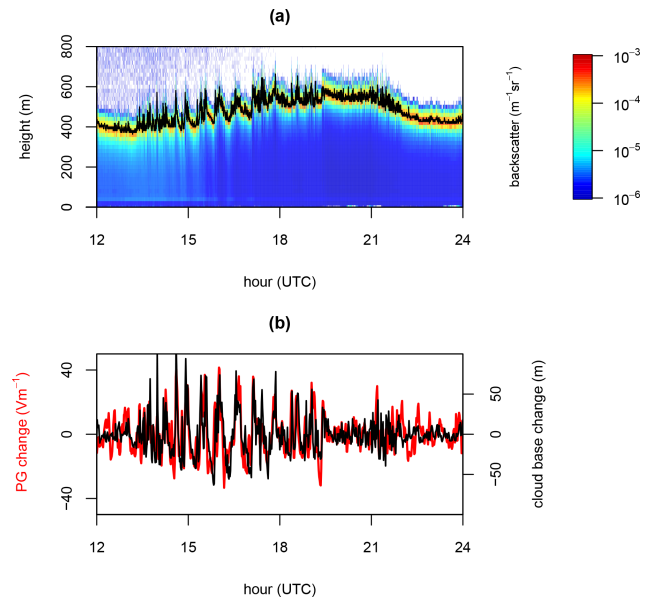 (a)
800
600
400
200
0
height (m)
12 15 18 21 24
hour (UTC)
backscatter (m⁻¹sr⁻¹)
10⁻³
10⁻⁴
10⁻⁵
10⁻⁶
(b)
40
0
−40
PG change (Vm⁻¹)
50
0
−50
cloud base change (m)
12 15 18 21 24
hour (UTC)